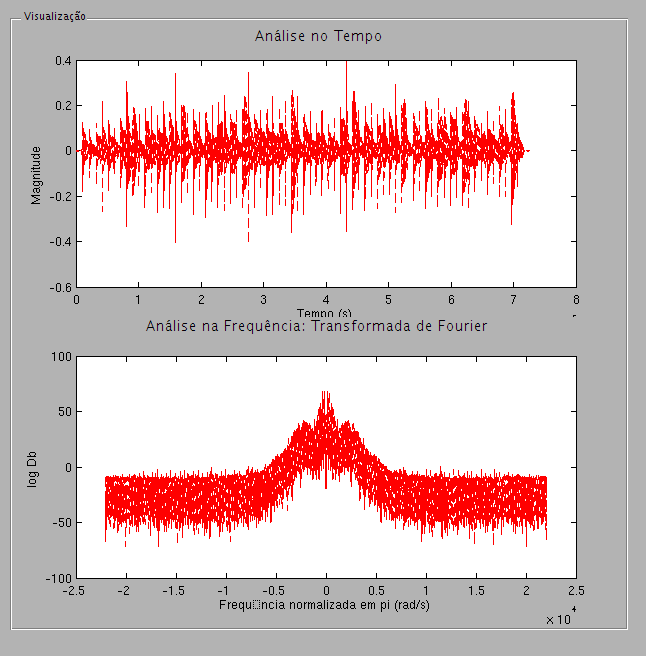 Visualização
Análise no Tempo
0.4
0.2
0
-0.2
-0.4
-0.6
Magnitude
0 1 2 3 4 5 6 7 8
Tempo (s)
Análise na Frequência: Transformada de Fourier
100
50
0
-50
-100
log Db
-2.5 -2 -1.5 -1 -0.5 0 0.5 1 1.5 2 2.5
Frequ□ncia normalizada em pi (rad/s)
× 10^4